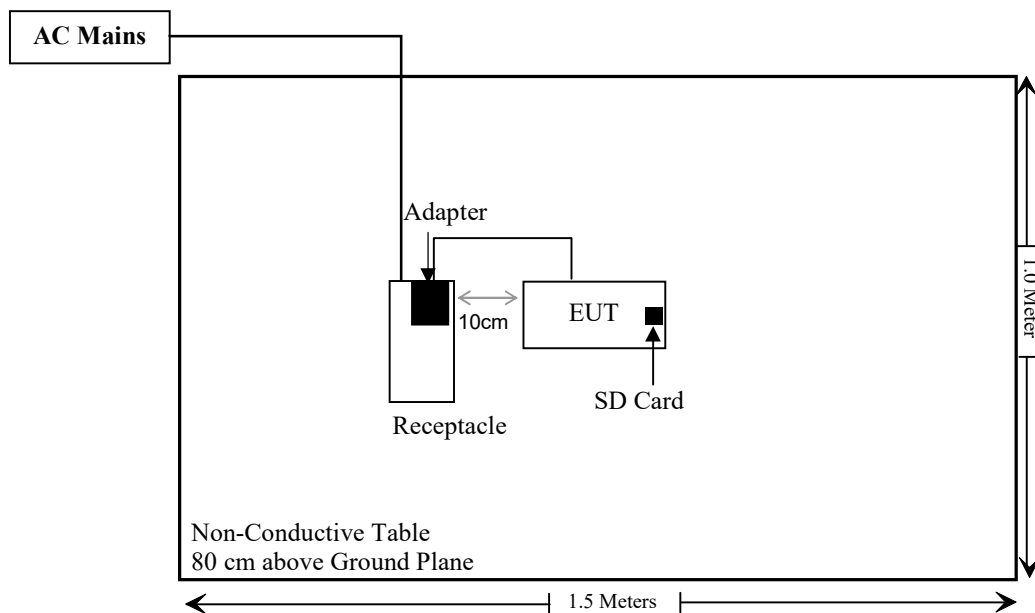 AC Mains
Adapter
10cm
EUT
SD Card
Receptacle
1.0 Meter
Non-Conductive Table
80 cm above Ground Plane
1.5 Meters